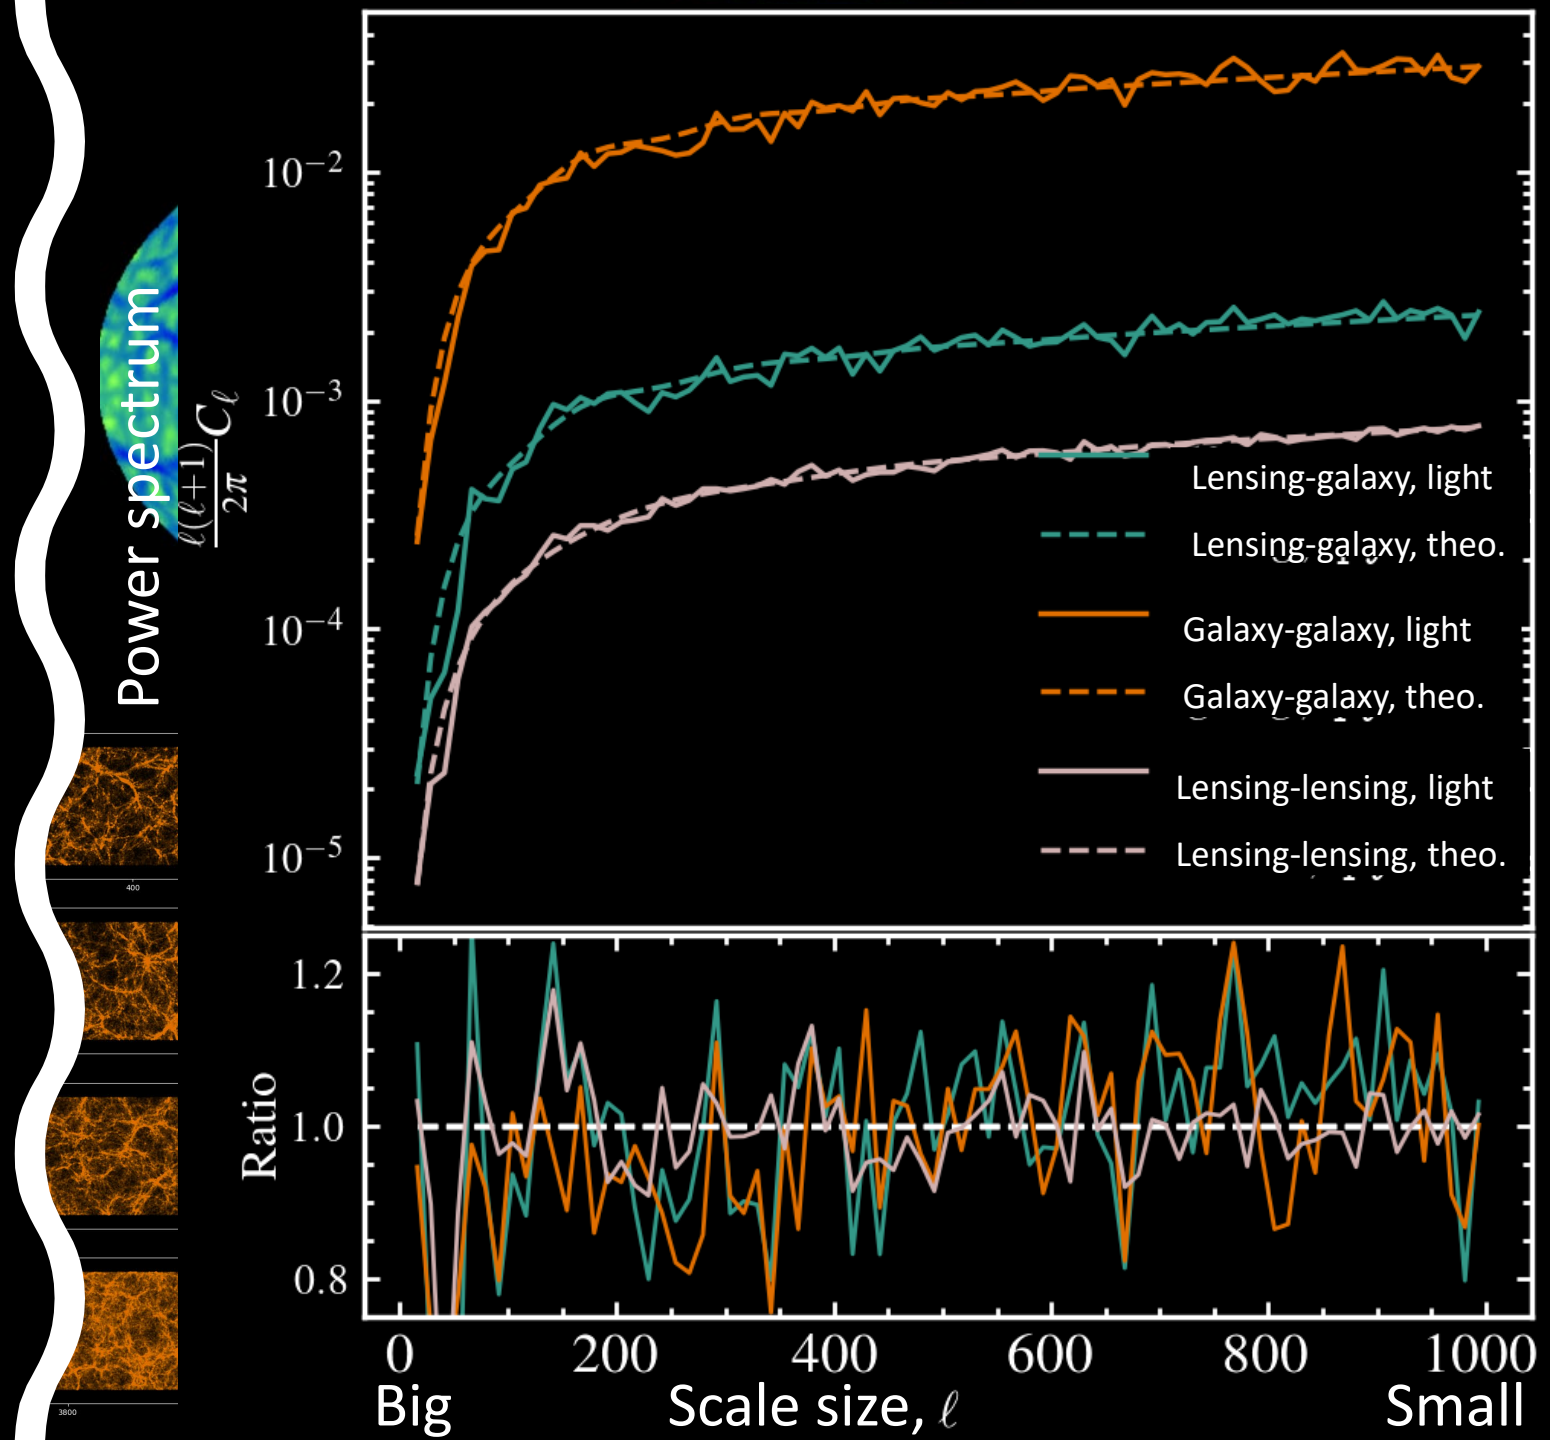 Power spectrum
ℓ(ℓ+1)
2π
Cℓ
10⁻²
10⁻³
10⁻⁴
10⁻⁵
Lensing-galaxy, light
Lensing-galaxy, theo.
Galaxy-galaxy, light
Galaxy-galaxy, theo.
Lensing-lensing, light
Lensing-lensing, theo.
Ratio
1.2
1.0
0.8
0 200 400 600 800 1000
Big Scale size, ℓ Small
400
3800